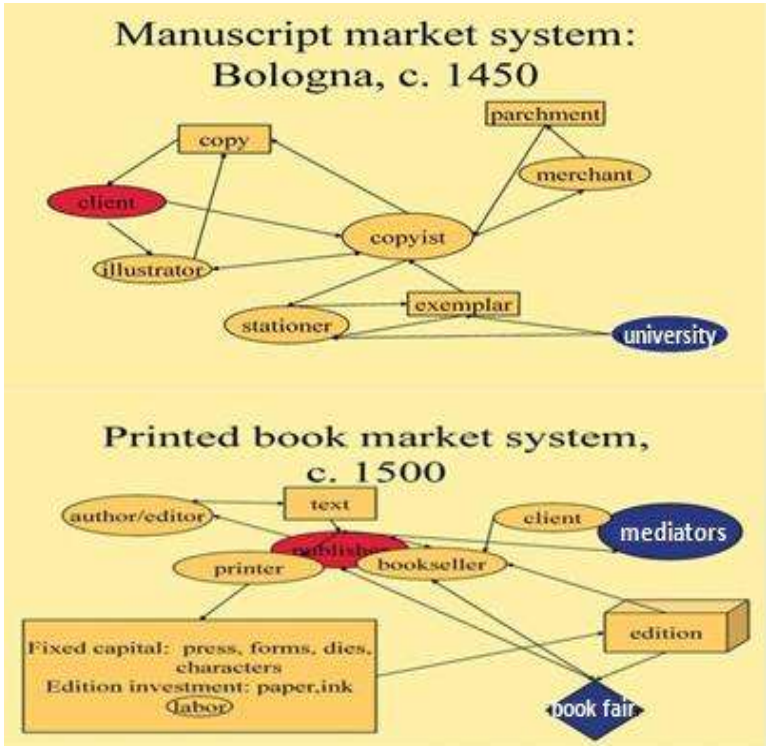 Manuscript market system:
Bologna, c. 1450
parchment
copy
merchant
client
copyist
illustrator
exemplar
stationer
university
Printed book market system,
c. 1500
text
author/editor
client
mediators
publisher
printer
bookseller
edition
Fixed capital: press, forms, dies,
characters
Edition investment: paper,ink
labor
book fair